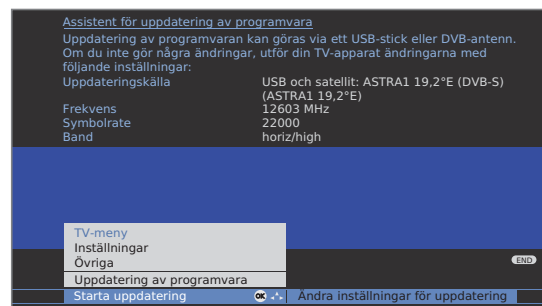 Assistent för uppdatering av programvara
Uppdatering av programvaran kan göras via ett USB-stick eller DVB-antenn.
Om du inte gör några ändringar, utför din TV-apparat ändringarna med
följande inställningar:
Uppdateringskälla USB och satellit: ASTRA1 19,2°E (DVB-S)
(ASTRA1 19,2°E)
Frekvens 12603 MHz
Symbolrate 22000
Band horiz/high
TV-meny
Inställningar
Övriga
END
Uppdatering av programvara
Starta uppdatering OK Ändra inställningar för uppdatering